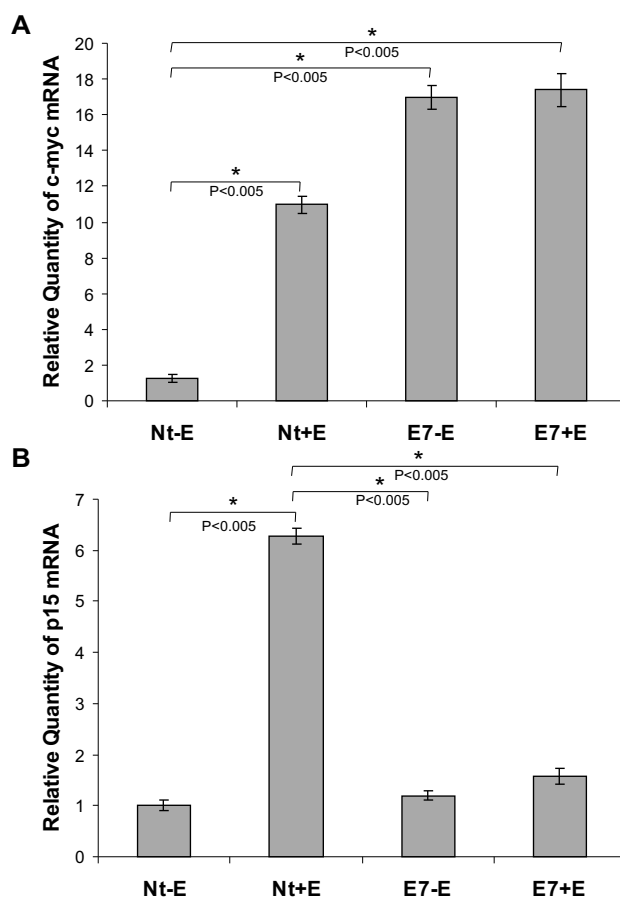 A
Relative Quantity of c-myc mRNA
20
18
16
14
12
10
8
6
4
2
0
*
P<0.005
*
P<0.005
*
P<0.005
Nt-E Nt+E E7-E E7+E
B
Relative Quantity of p15 mRNA
7
6
5
4
3
2
1
0
*
P<0.005
*
P<0.005
*
P<0.005
Nt-E Nt+E E7-E E7+E